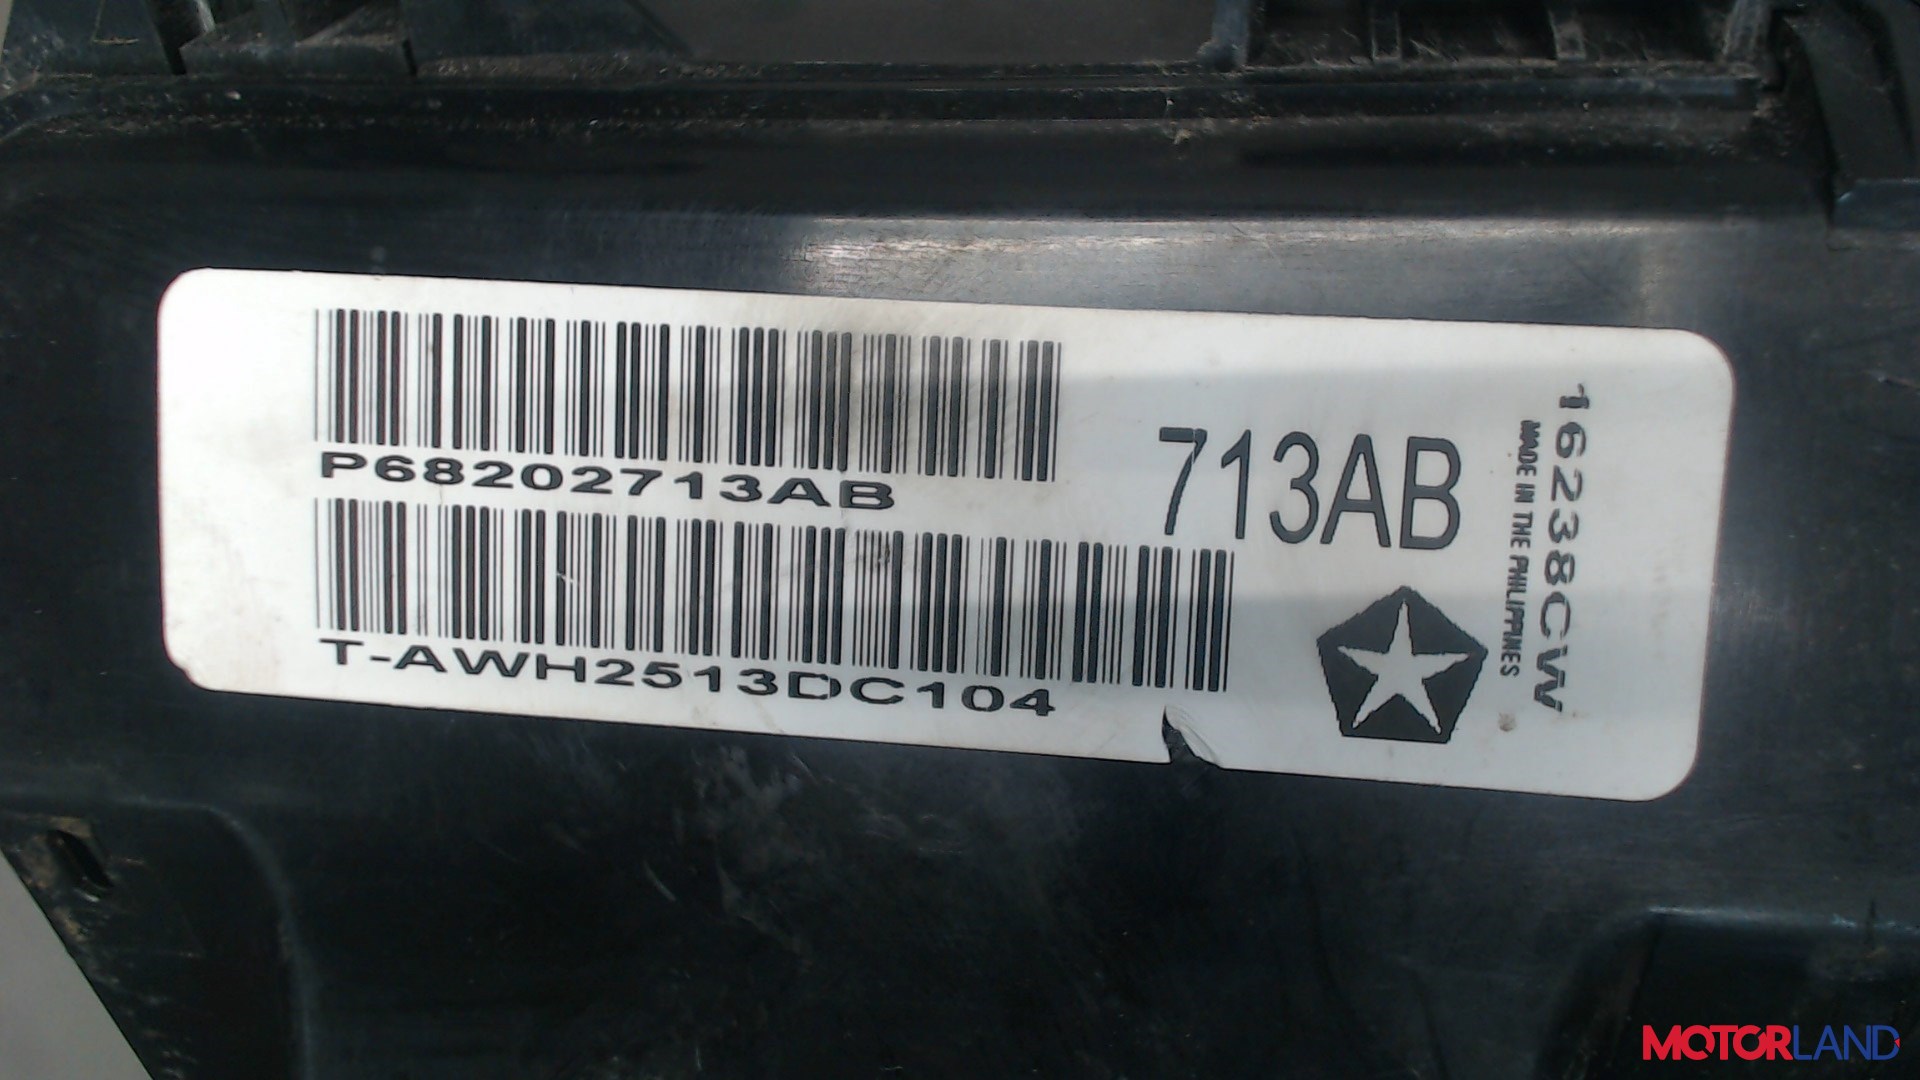 P68202713AB
T-AWH2513DC104
713AB
16238CW
MADE IN THE PHILIPPINES
MOTORLAND